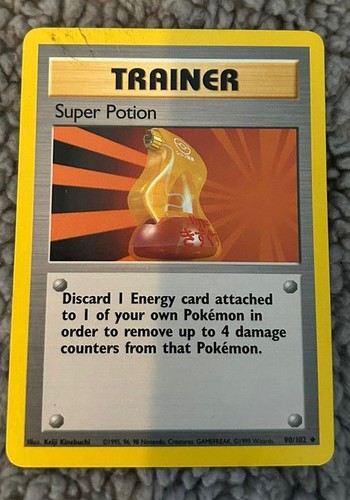 TRAINER
Super Potion
Discard 1 Energy card attached
to 1 of your own Pokémon in
order to remove up to 4 damage
counters from that Pokémon.
Illus. Keiji Kinebuchi ©1995, 96, 98 Nintendo, Creatures, GAMEFREAK. ©1999 Wizards. 90/102